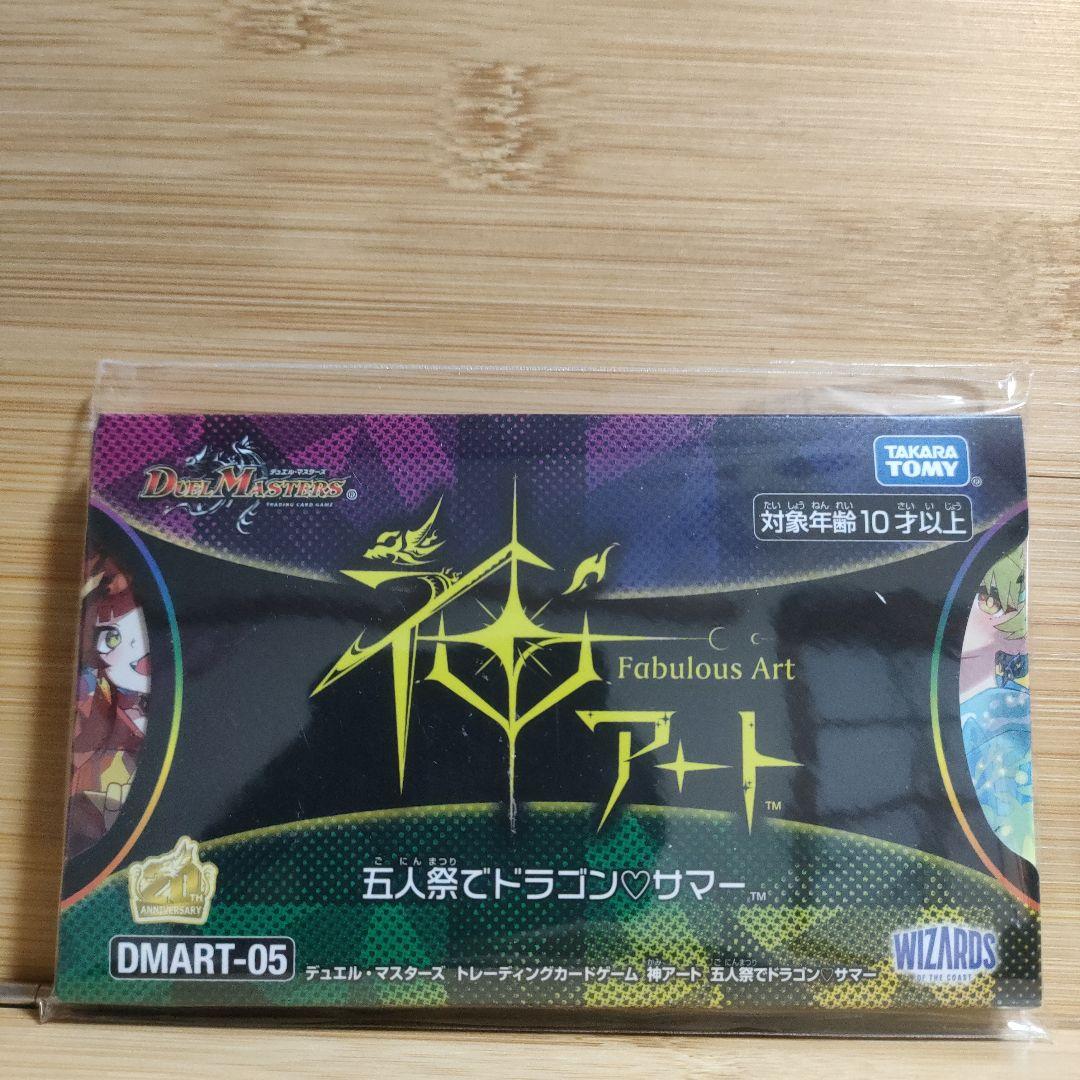 デュエル・マスターズ
DUEL MASTERS®
TRADING CARD GAME
TAKARA TOMY®
たいしょうねんれい さいいじょう
対象年齢10才以上
神
Fabulous Art
アート™
ごにんまつり
五人祭でドラゴン♡サマー™
20TH
ANNIVERSARY
DMART-05
かみ ごにんまつり
デュエル・マスターズ トレーディングカードゲーム 神アート 五人祭でドラゴン♡サマー
WIZARDS
OF THE COAST